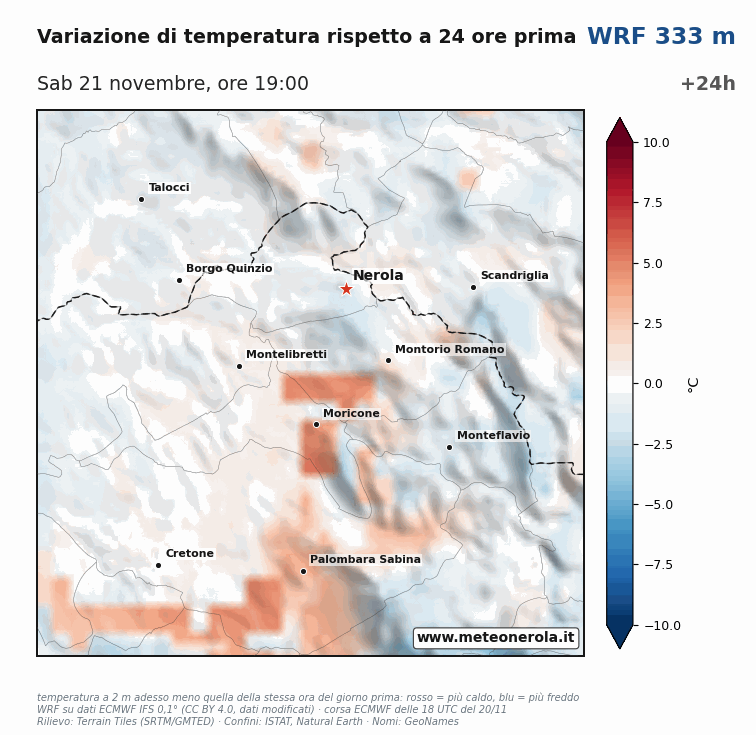 Variazione di temperatura rispetto a 24 ore prima WRF 333 m
Sab 21 novembre, ore 19:00 +24h
Talocci
Borgo Quinzio
Nerola
Scandriglia
Montelibretti
Montorio Romano
Moricone
Monteflavio
Cretone
Palombara Sabina
www.meteonerola.it
10.0
7.5
5.0
2.5
0.0
−2.5
−5.0
−7.5
−10.0
°C
temperatura a 2 m adesso meno quella della stessa ora del giorno prima: rosso = più caldo, blu = più freddo
WRF su dati ECMWF IFS 0,1° (CC BY 4.0, dati modificati) · corsa ECMWF delle 18 UTC del 20/11
Rilievo: Terrain Tiles (SRTM/GMTED) · Confini: ISTAT, Natural Earth · Nomi: GeoNames